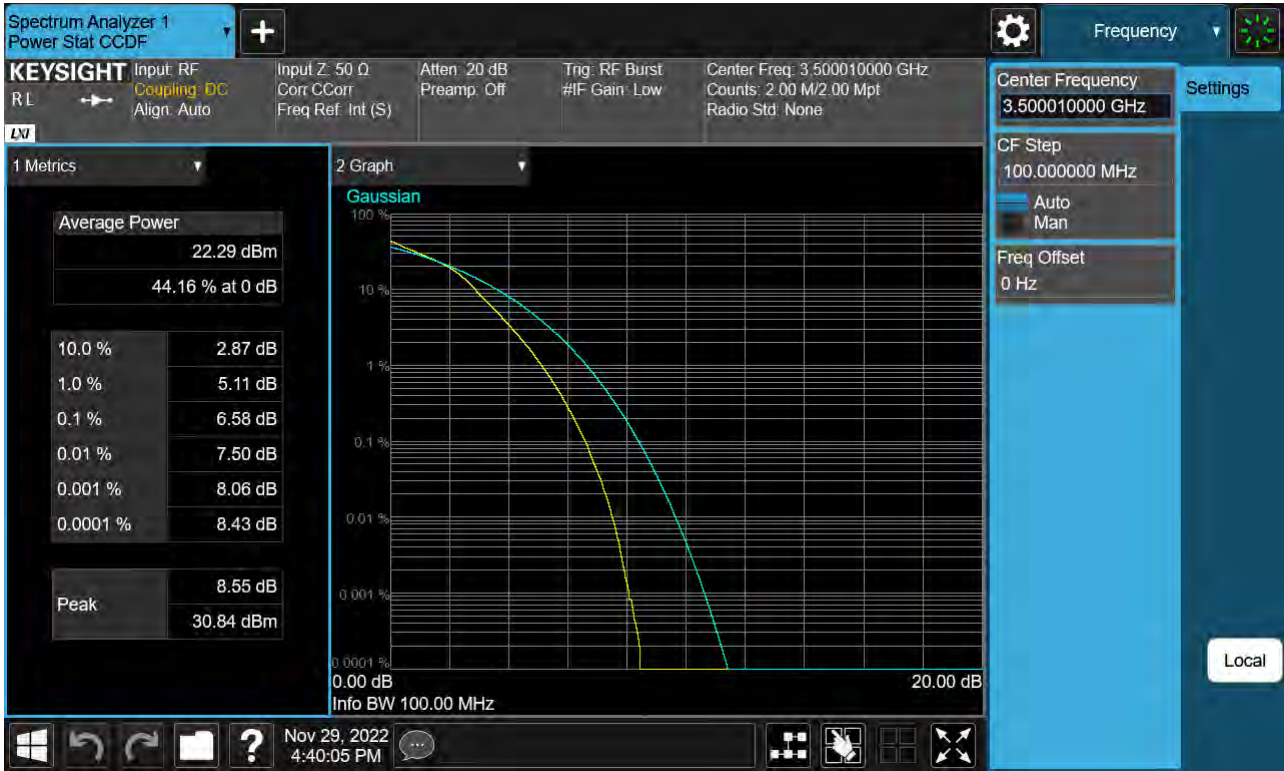 Spectrum Analyzer 1
Power Stat CCDF
+
Frequency
KEYSIGHT
RL
LXI
Input: RF
Coupling: DC
Align: Auto
Input Z: 50 Ω
Corr CCorr
Freq Ref: Int (S)
Atten: 20 dB
Preamp: Off
Trig: RF Burst
#IF Gain: Low
Center Freq: 3.500010000 GHz
Counts: 2.00 M/2.00 Mpt
Radio Std: None
Center Frequency
3.500010000 GHz
Settings
CF Step
100.000000 MHz
Auto
Man
Freq Offset
0 Hz
1 Metrics
Average Power
22.29 dBm
44.16 % at 0 dB
10.0 % 2.87 dB
1.0 % 5.11 dB
0.1 % 6.58 dB
0.01 % 7.50 dB
0.001 % 8.06 dB
0.0001 % 8.43 dB
Peak
8.55 dB
30.84 dBm
2 Graph
Gaussian
100 %
10 %
1 %
0.1 %
0.01 %
0.001 %
0.0001 %
0.00 dB 20.00 dB
Info BW 100.00 MHz
Local
?
Nov 29, 2022
4:40:05 PM